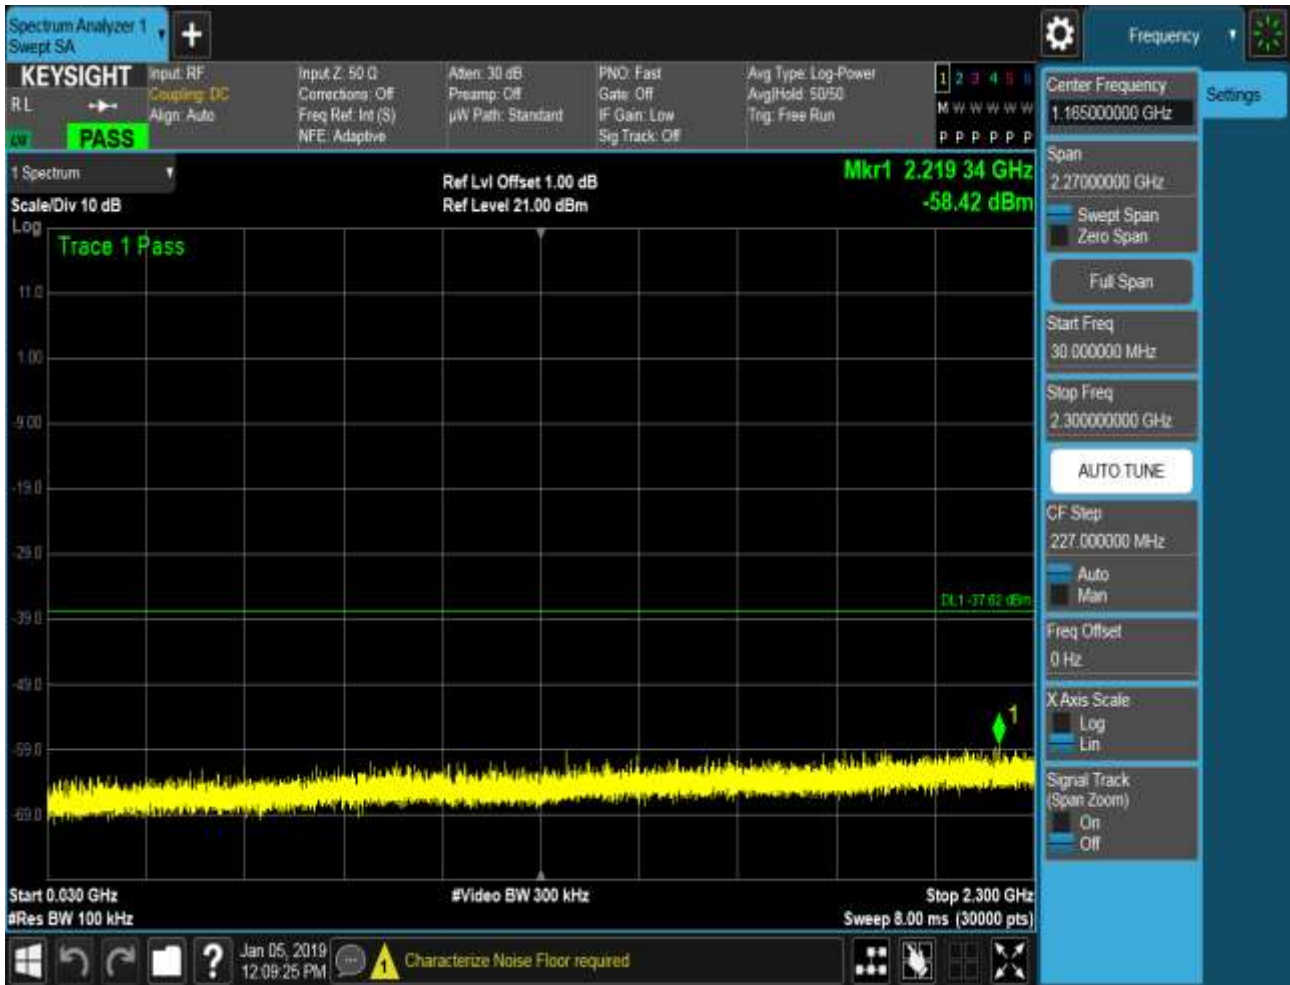 Spectrum Analyzer 1
Swept SA
+
Frequency
KEYSIGHT
RL
PASS
Input: RF
Coupling: DC
Align: Auto
Input Z: 50 Ω
Corrections: Off
Freq Ref: Int (S)
NFE: Adaptive
Atten: 30 dB
Preamp: Off
µW Path: Standard
PNO: Fast
Gate: Off
IF Gain: Low
Sig Track: Off
Avg Type: Log-Power
Avg|Hold: 50/50
Trig: Free Run
1 2 3 4 5 6
M W W W W W
P P P P P P
1 Spectrum
Scale/Div 10 dB
Ref Lvl Offset 1.00 dB
Ref Level 21.00 dBm
Mkr1 2.219 34 GHz
-58.42 dBm
Log
Trace 1 Pass
11.0
1.00
-9.00
-19.0
-29.0
DL1 -37.62 dBm
-39.0
-49.0
1
-59.0
-69.0
Start 0.030 GHz
#Video BW 300 kHz
Stop 2.300 GHz
#Res BW 100 kHz
Sweep 8.00 ms (30000 pts)
?
Jan 05, 2019
12:09:25 PM
1
Characterize Noise Floor required
Center Frequency
1.165000000 GHz
Settings
Span
2.27000000 GHz
Swept Span
Zero Span
Full Span
Start Freq
30.000000 MHz
Stop Freq
2.300000000 GHz
AUTO TUNE
CF Step
227.000000 MHz
Auto
Man
Freq Offset
0 Hz
X Axis Scale
Log
Lin
Signal Track
(Span Zoom)
On
Off